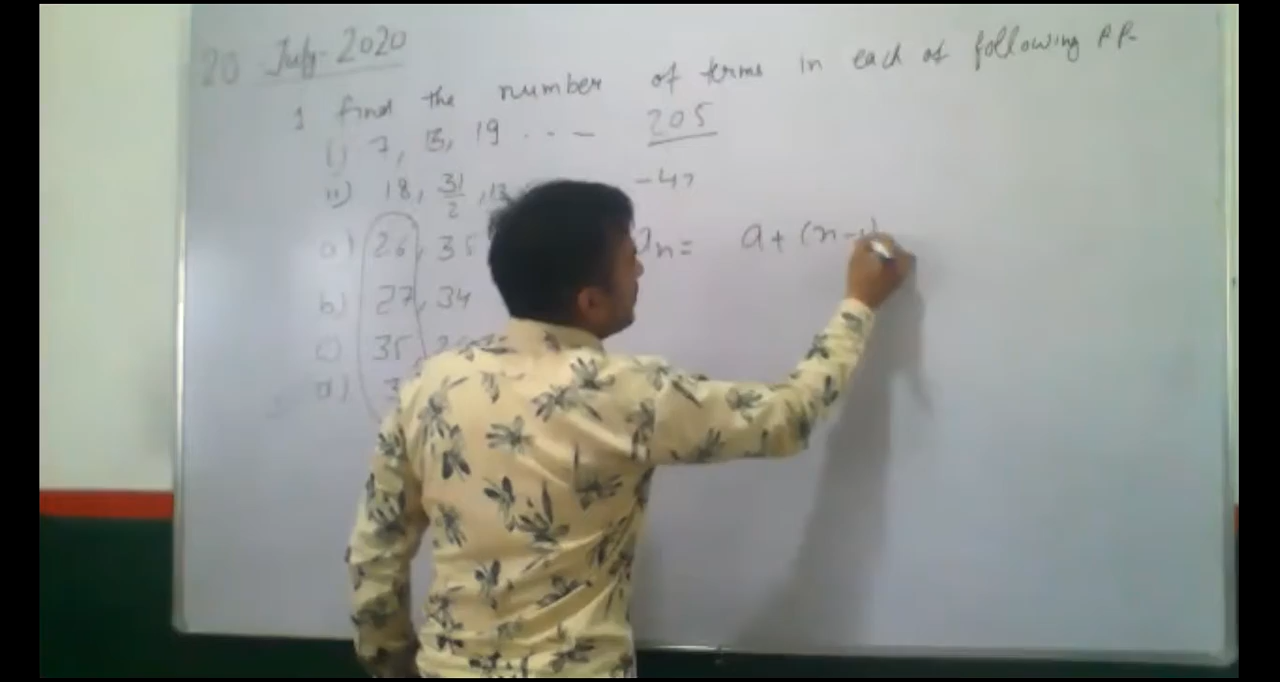 20 July-2020
1 find the number of terms in each of following P.P.
i) 7, 13, 19 ... 205
ii) 18, 31/2, 13 -47
a) 26, 35 an = a + (n-1)
b) 27, 34
c) 35,
d) 3